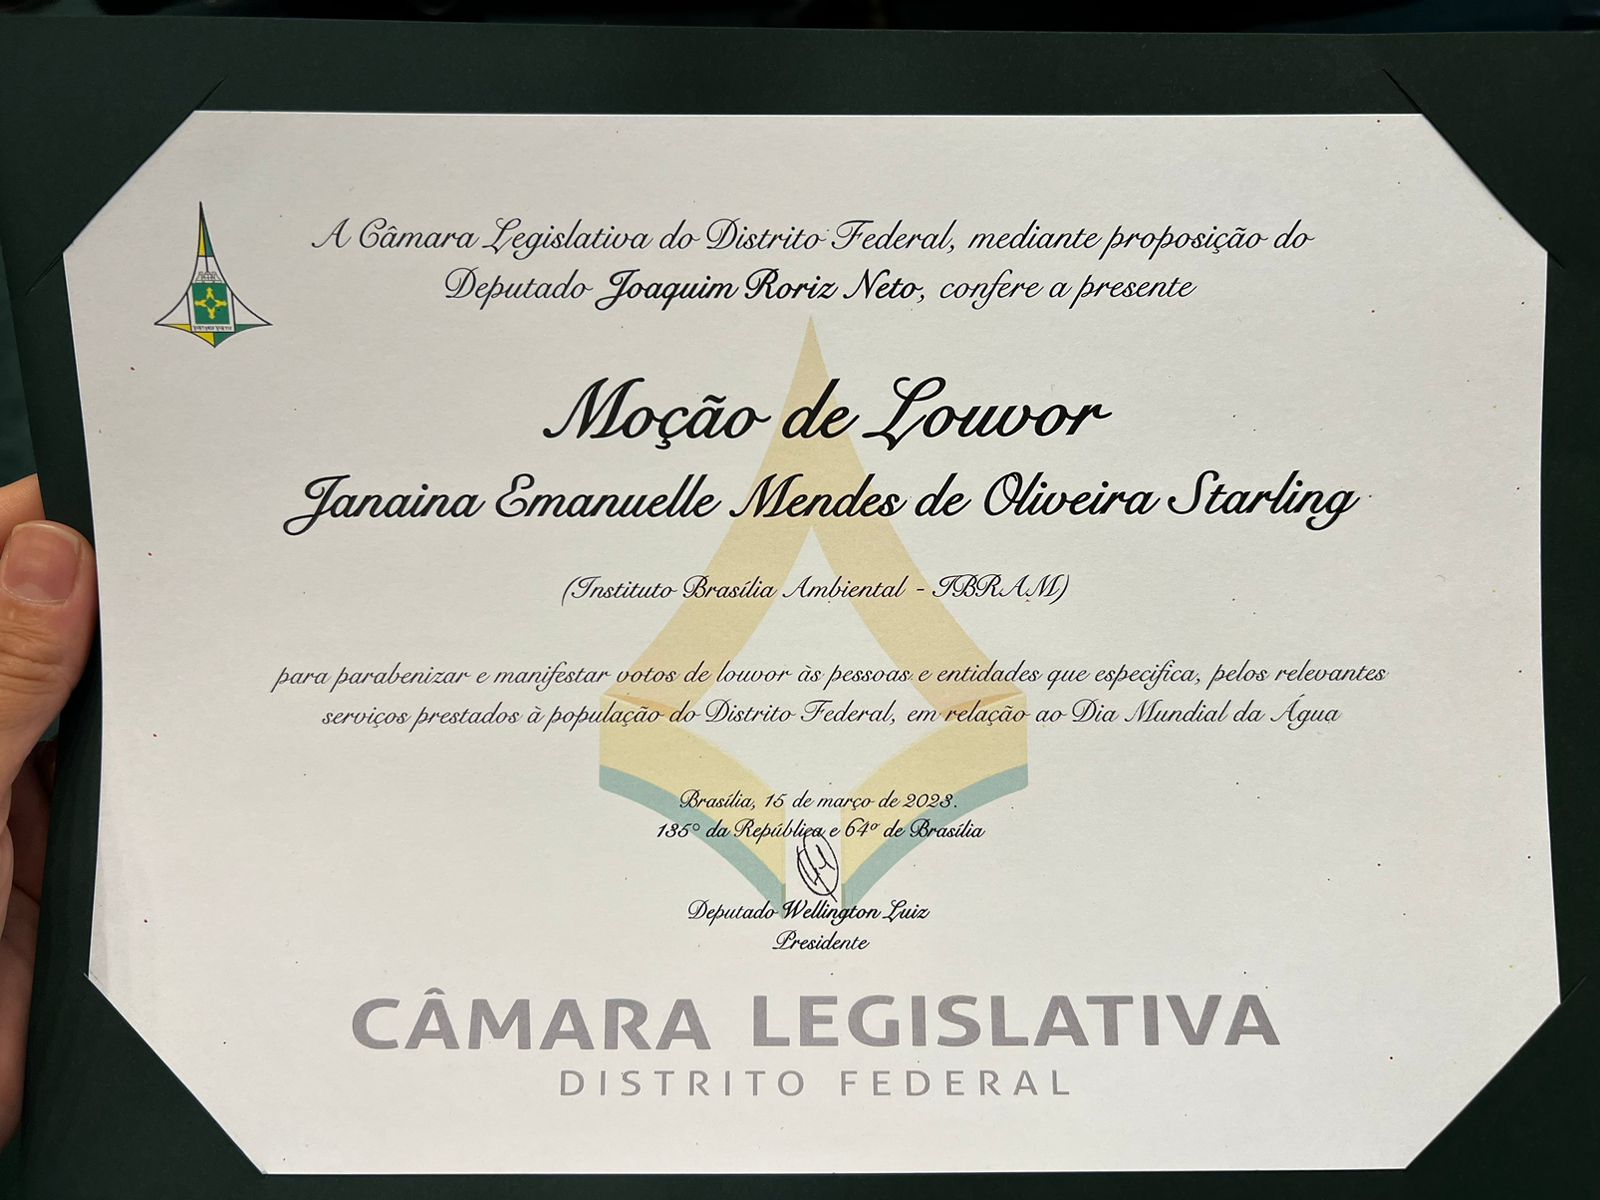 A Câmara Legislativa do Distrito Federal, mediante proposição do
Deputado Joaquim Roriz Neto, confere a presente
Moção de Louvor
Janaina Emanuelle Mendes de Oliveira Starling
(Instituto Brasília Ambiental - IBRAM)
para parabenizar e manifestar votos de louvor às pessoas e entidades que especifica, pelos relevantes
serviços prestados à população do Distrito Federal, em relação ao Dia Mundial da Água
Brasília, 15 de março de 2023.
135º da República e 64º de Brasília
Deputado Wellington Luiz
Presidente
CÂMARA LEGISLATIVA
DISTRITO FEDERAL